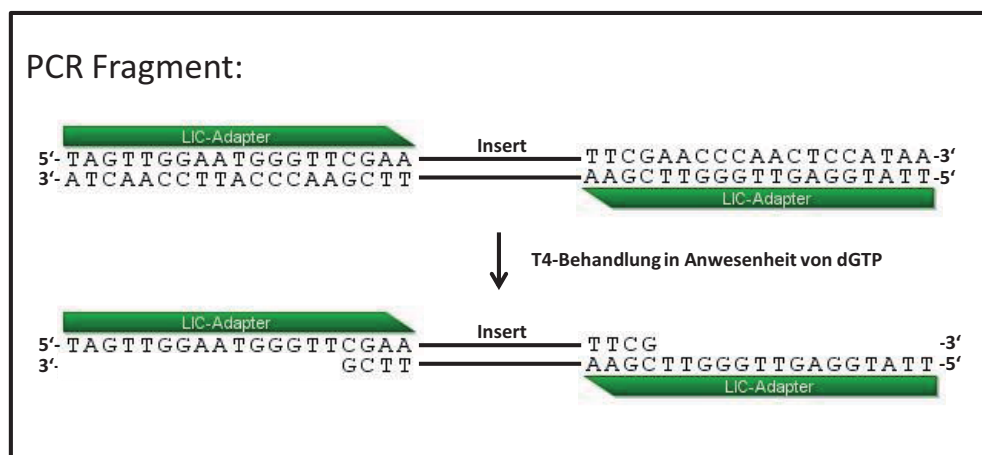 PCR Fragment:
LIC-Adapter
Insert
5‘- TAGTTGGAATGGGTTCGAA TTCGAACCCAACTCCATAA -3‘
3‘- ATCAACCTTACCCAAGCTT AAGCTTGGGTTGAGGTATT -5‘
LIC-Adapter
T4-Behandlung in Anwesenheit von dGTP
LIC-Adapter
Insert
5‘- TAGTTGGAATGGGTTCGAA TTCG -3‘
3‘- GCTT AAGCTTGGGTTGAGGTATT -5‘
LIC-Adapter